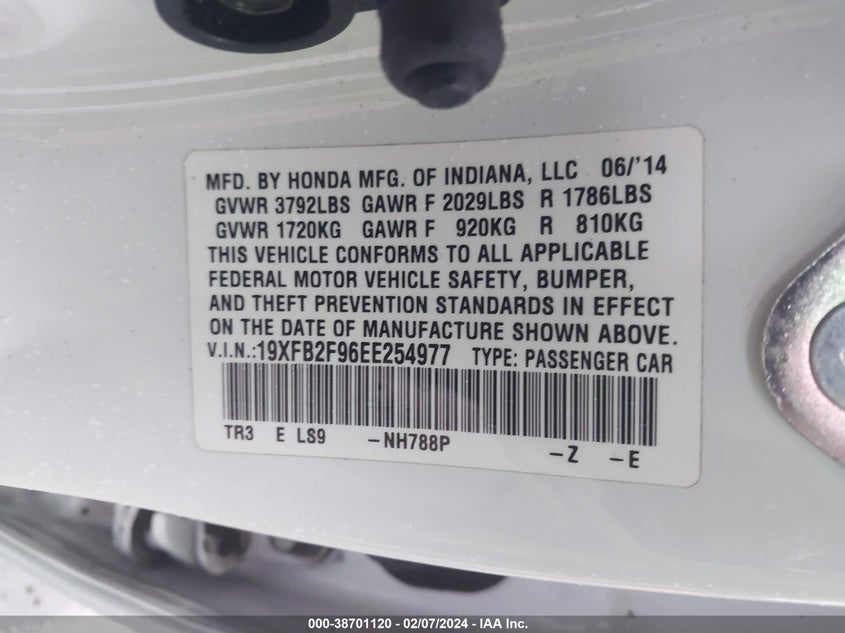 MFD. BY HONDA MFG. OF INDIANA, LLC 06/'14
GVWR 3792LBS GAWR F 2029LBS R 1786LBS
GVWR 1720KG GAWR F 920KG R 810KG
THIS VEHICLE CONFORMS TO ALL APPLICABLE
FEDERAL MOTOR VEHICLE SAFETY, BUMPER,
AND THEFT PREVENTION STANDARDS IN EFFECT
ON THE DATE OF MANUFACTURE SHOWN ABOVE.
V.I.N.:19XFB2F96EE254977 TYPE: PASSENGER CAR
TR3 E LS9 -NH788P -Z -E
000-38701120 - 02/07/2024 - IAA Inc.